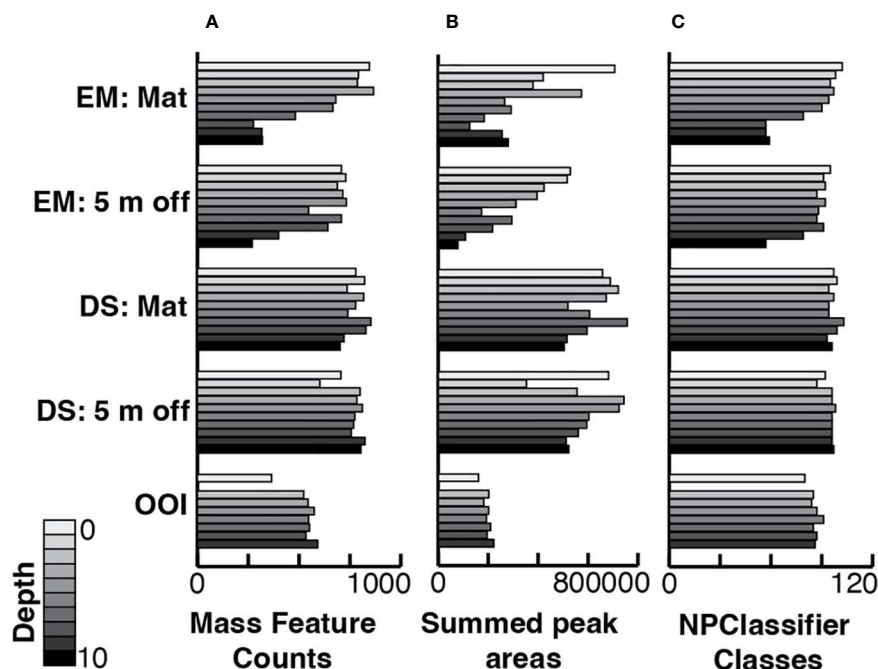 A B C
EM: Mat
EM: 5 m off
DS: Mat
DS: 5 m off
OOI
Depth
0
10
0 1000
Mass Feature
Counts
0 800000
Summed peak
areas
0 120
NPClassifier
Classes